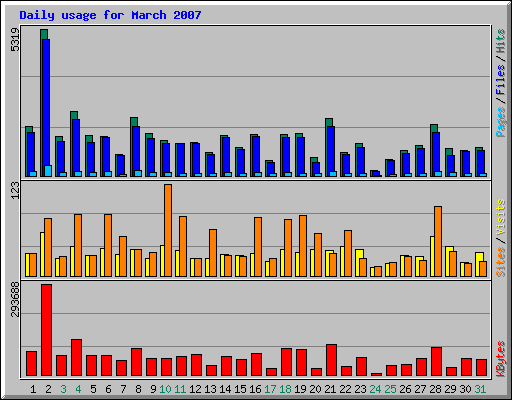 Daily usage for March 2007
5319
Pages / Files / Hits
123
Sites / Visits
293688
KBytes
1 2 3 4 5 6 7 8 9 10 11 12 13 14 15 16 17 18 19 20 21 22 23 24 25 26 27 28 29 30 31